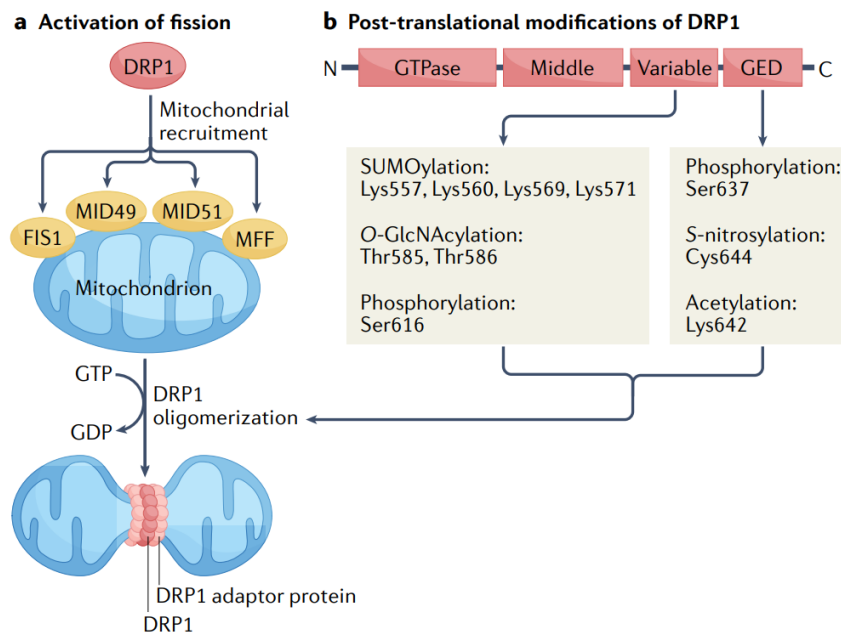 a Activation of fission
DRP1
Mitochondrial
recruitment
MID49 MID51
FIS1 MFF
Mitochondrion
GTP
GDP
DRP1
oligomerization
DRP1 adaptor protein
DRP1
b Post-translational modifications of DRP1
N GTPase Middle Variable GED C
SUMOylation:
Lys557, Lys560, Lys569, Lys571
O-GlcNAcylation:
Thr585, Thr586
Phosphorylation:
Ser616
Phosphorylation:
Ser637
S-nitrosylation:
Cys644
Acetylation:
Lys642